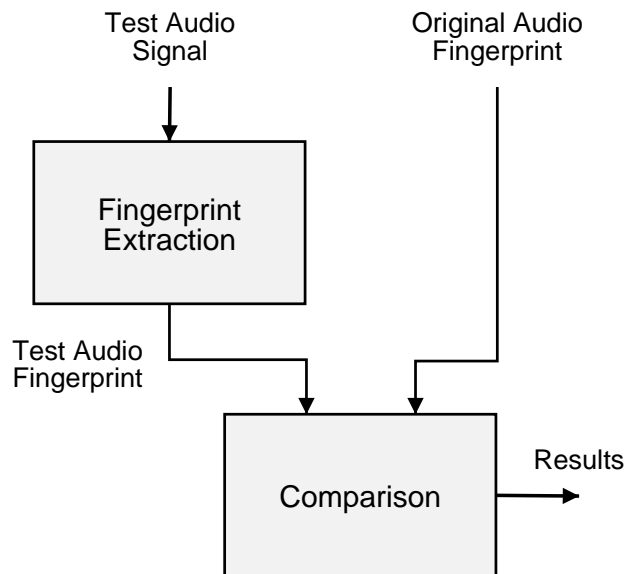 Test Audio
Signal
Original Audio
Fingerprint
Fingerprint
Extraction
Test Audio
Fingerprint
Results
Comparison